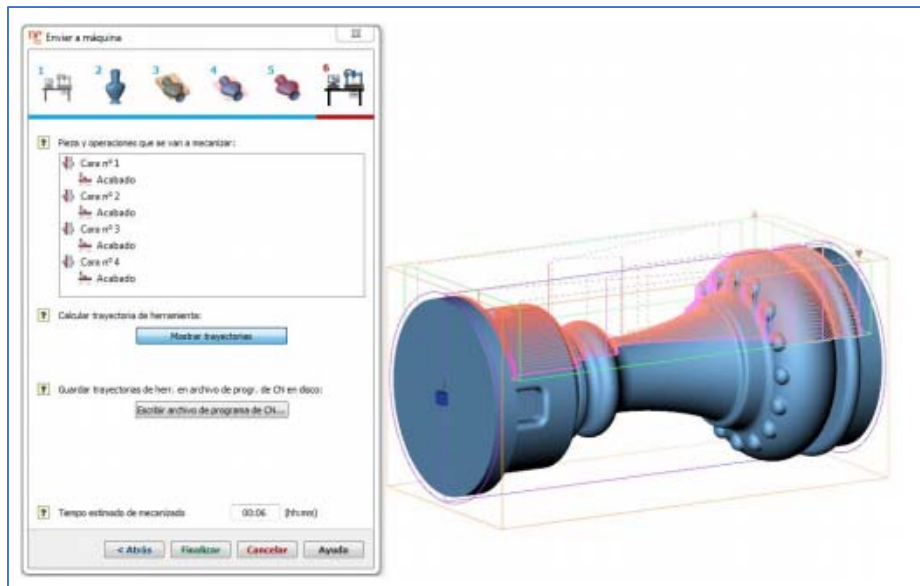 Enviar a máquina
1 2 3 4 5 6
Pieza y operaciones que se van a mecanizar:
Cara nº 1
Acabado
Cara nº 2
Acabado
Cara nº 3
Acabado
Cara nº 4
Acabado
Calcular trayectoria de herramienta:
Mostrar trayectorias
Guardar trayectorias de herr. en archivo de progr. de CN en disco:
Escribir archivo de programa de CN...
Tiempo estimado de mecanizado 00:06 (hh:mm)
< Atrás Finalizar Cancelar Ayuda